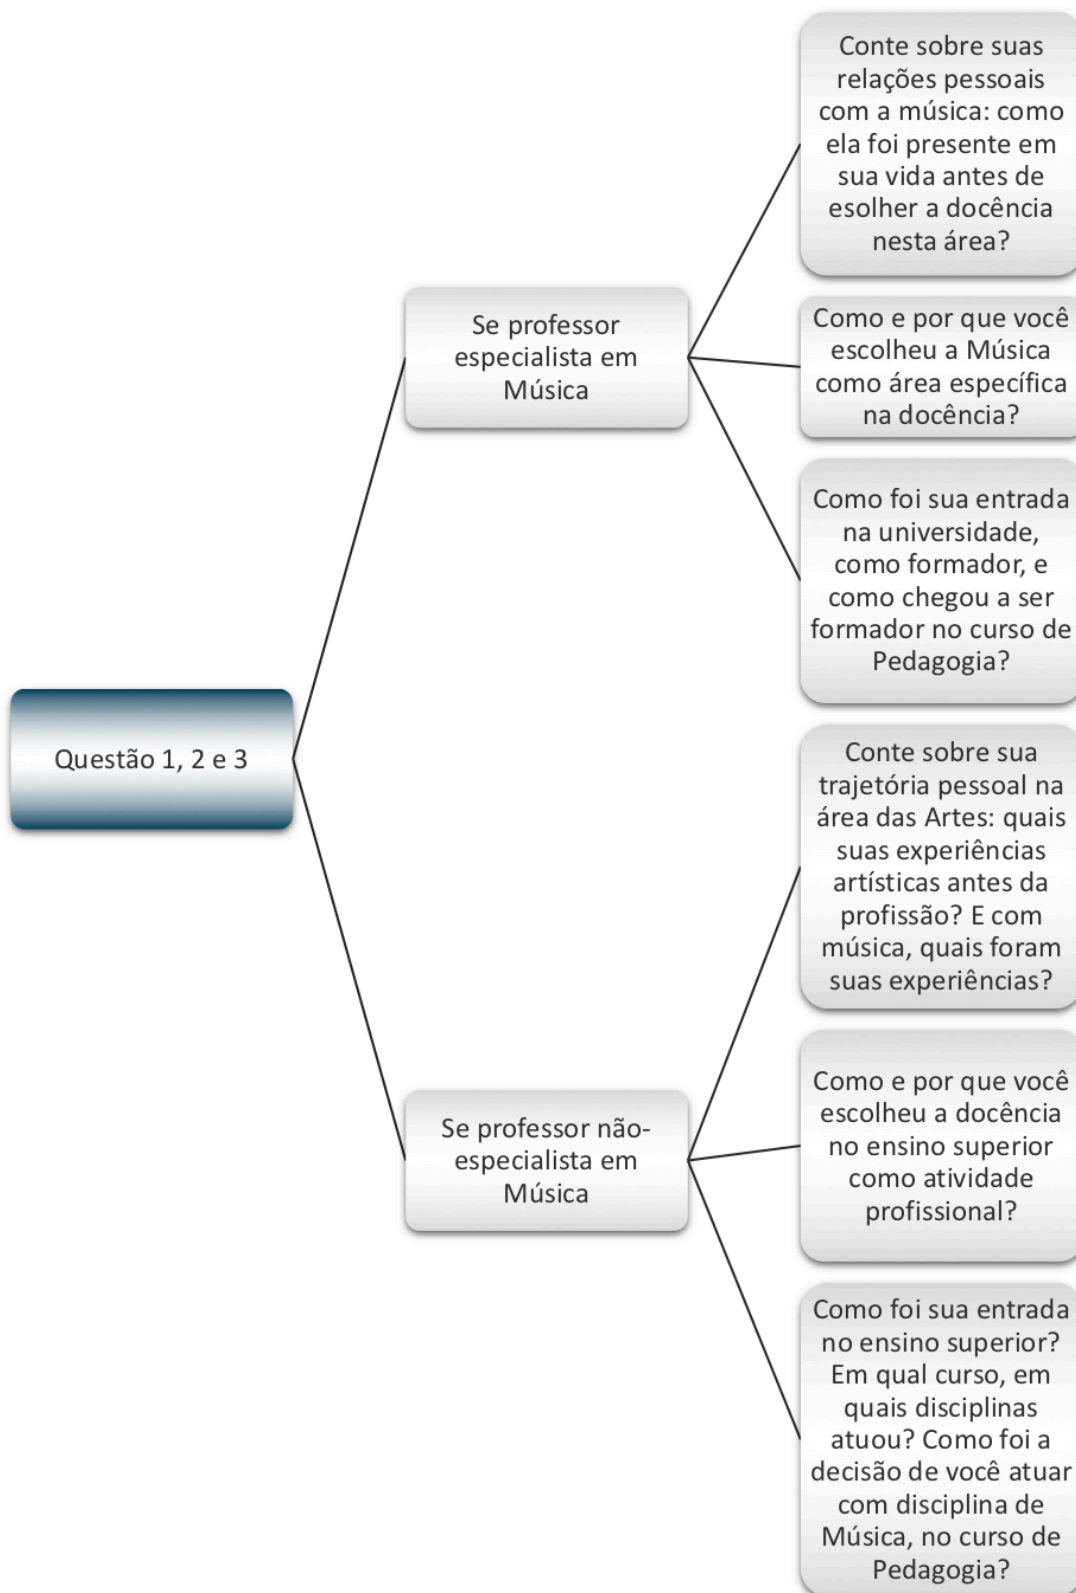 Questão 1, 2 e 3
Se professor
especialista em
Música
Conte sobre suas
relações pessoais
com a música: como
ela foi presente em
sua vida antes de
esolher a docência
nesta área?
Como e por que você
escolheu a Música
como área específica
na docência?
Como foi sua entrada
na universidade,
como formador, e
como chegou a ser
formador no curso de
Pedagogia?
Se professor não-
especialista em
Música
Conte sobre sua
trajetória pessoal na
área das Artes: quais
suas experiências
artísticas antes da
profissão? E com
música, quais foram
suas experiências?
Como e por que você
escolheu a docência
no ensino superior
como atividade
profissional?
Como foi sua entrada
no ensino superior?
Em qual curso, em
quais disciplinas
atuou? Como foi a
decisão de você atuar
com disciplina de
Música, no curso de
Pedagogia?